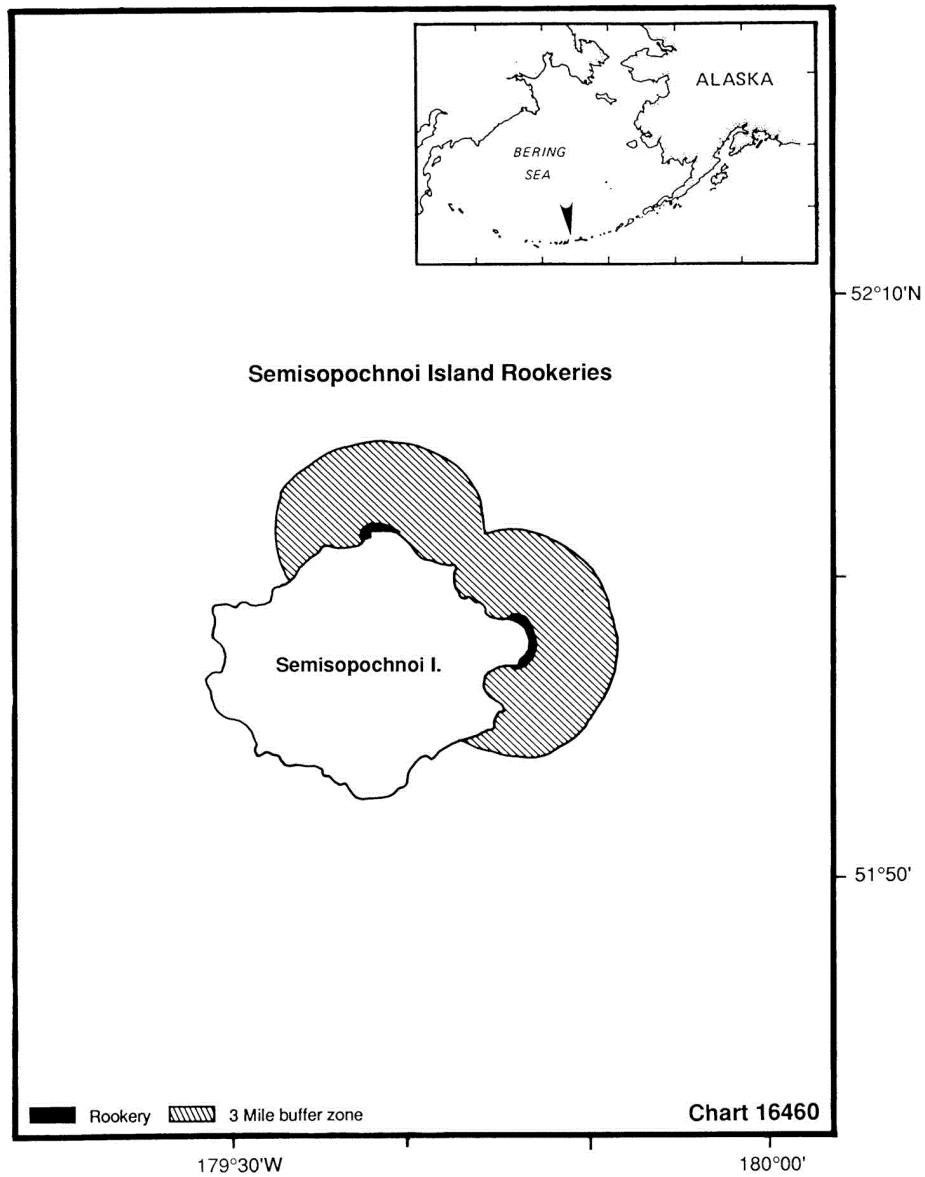 ALASKA
BERING
SEA
52°10'N
Semisopochnoi Island Rookeries
Semisopochnoi I.
51°50'
Rookery
3 Mile buffer zone
Chart 16460
179°30'W
180°00'